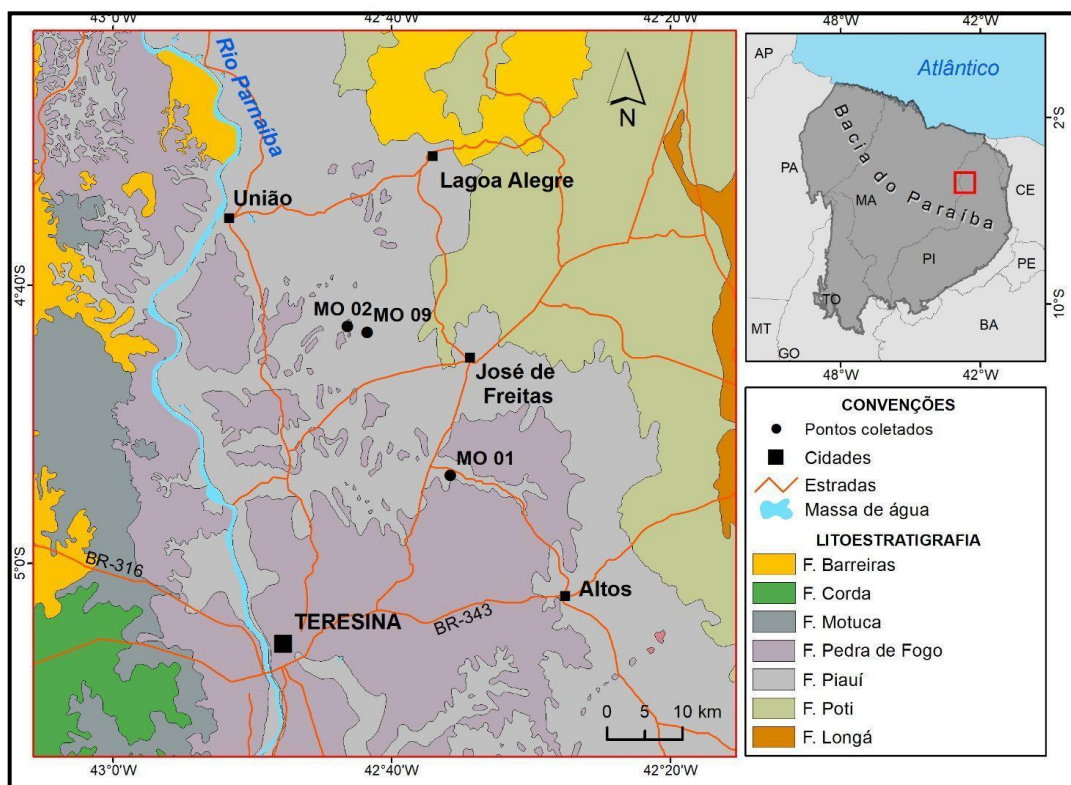 43°0'W
42°40'W
42°20'W
4°40'S
5°0'S
Rio Parnaíba
N
União
Lagoa Alegre
MO 02
MO 09
José de
Freitas
MO 01
BR-316
TERESINA
BR-343
Altos
0 5 10 km
43°0'W
42°40'W
42°20'W
AP
Atlântico
2°S
Bacia do Paraíba
PA
MA
CE
PI
PE
TO
10°S
BA
MT
GO
48°W
42°W
CONVENÇÕES
Pontos coletados
Cidades
Estradas
Massa de água
LITOESTRATIGRAFIA
F. Barreiras
F. Corda
F. Motuca
F. Pedra de Fogo
F. Piauí
F. Poti
F. Longá